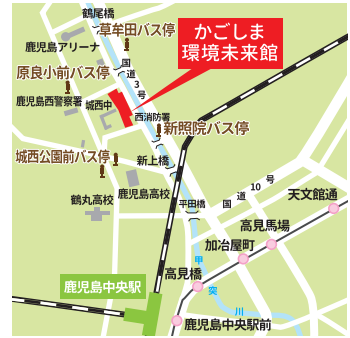 鶴尾橋
草牟田バス停
かごしま
環境未来館
鹿児島アリーナ
国道3号
原良小前バス停
鹿児島西警察署
城西中
西消防署
新照院バス停
城西公園前バス停
新上橋
鹿児島高校
鶴丸高校
平田橋
国道10号
天文館通
高見馬場
加冶屋町
甲突川
高見橋
鹿児島中央駅
鹿児島中央駅前